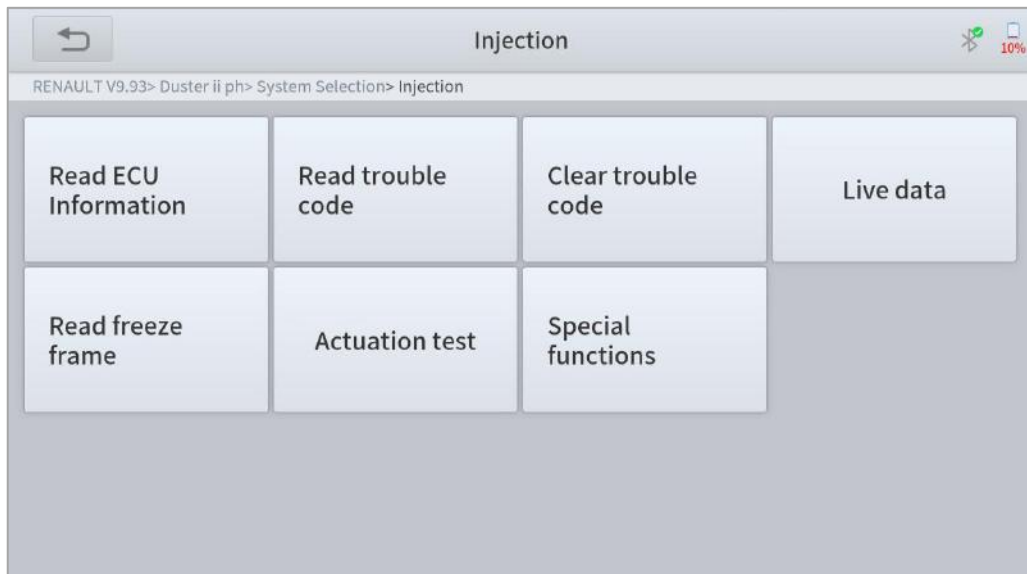 Injection
10%
RENAULT V9.93> Duster ii ph> System Selection> Injection
Read ECU
Information
Read trouble
code
Clear trouble
code
Live data
Read freeze
frame
Actuation test
Special
functions